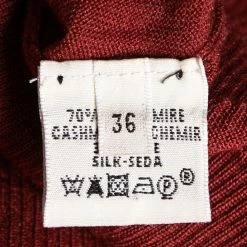 70% MIRE
CASHM CHEMIR
E
SILK-SEDA
36
P